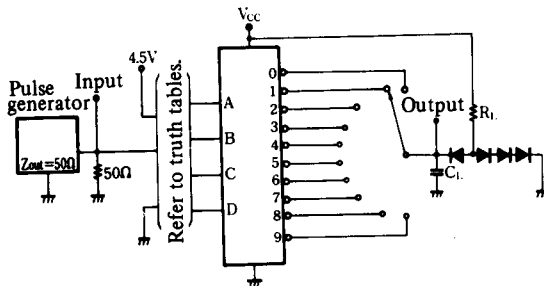 VCC
4.5V
Pulse
generator
Input
Zout=50Ω
50Ω
Refer to truth tables.
A
B
C
D
0
1
2
3
4
5
6
7
8
9
Output
RL
CL